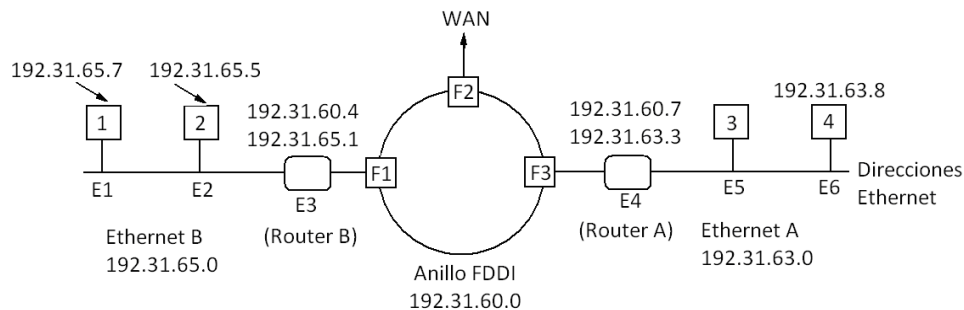 WAN
192.31.65.7
192.31.65.5
F2
192.31.60.4
192.31.65.1
192.31.60.7
192.31.63.3
192.31.63.8
1
2
3
4
F1
F3
E1
E2
E3
E4
E5
E6
Direcciones
Ethernet
Ethernet B
192.31.65.0
(Router B)
(Router A)
Ethernet A
192.31.63.0
Anillo FDDI
192.31.60.0